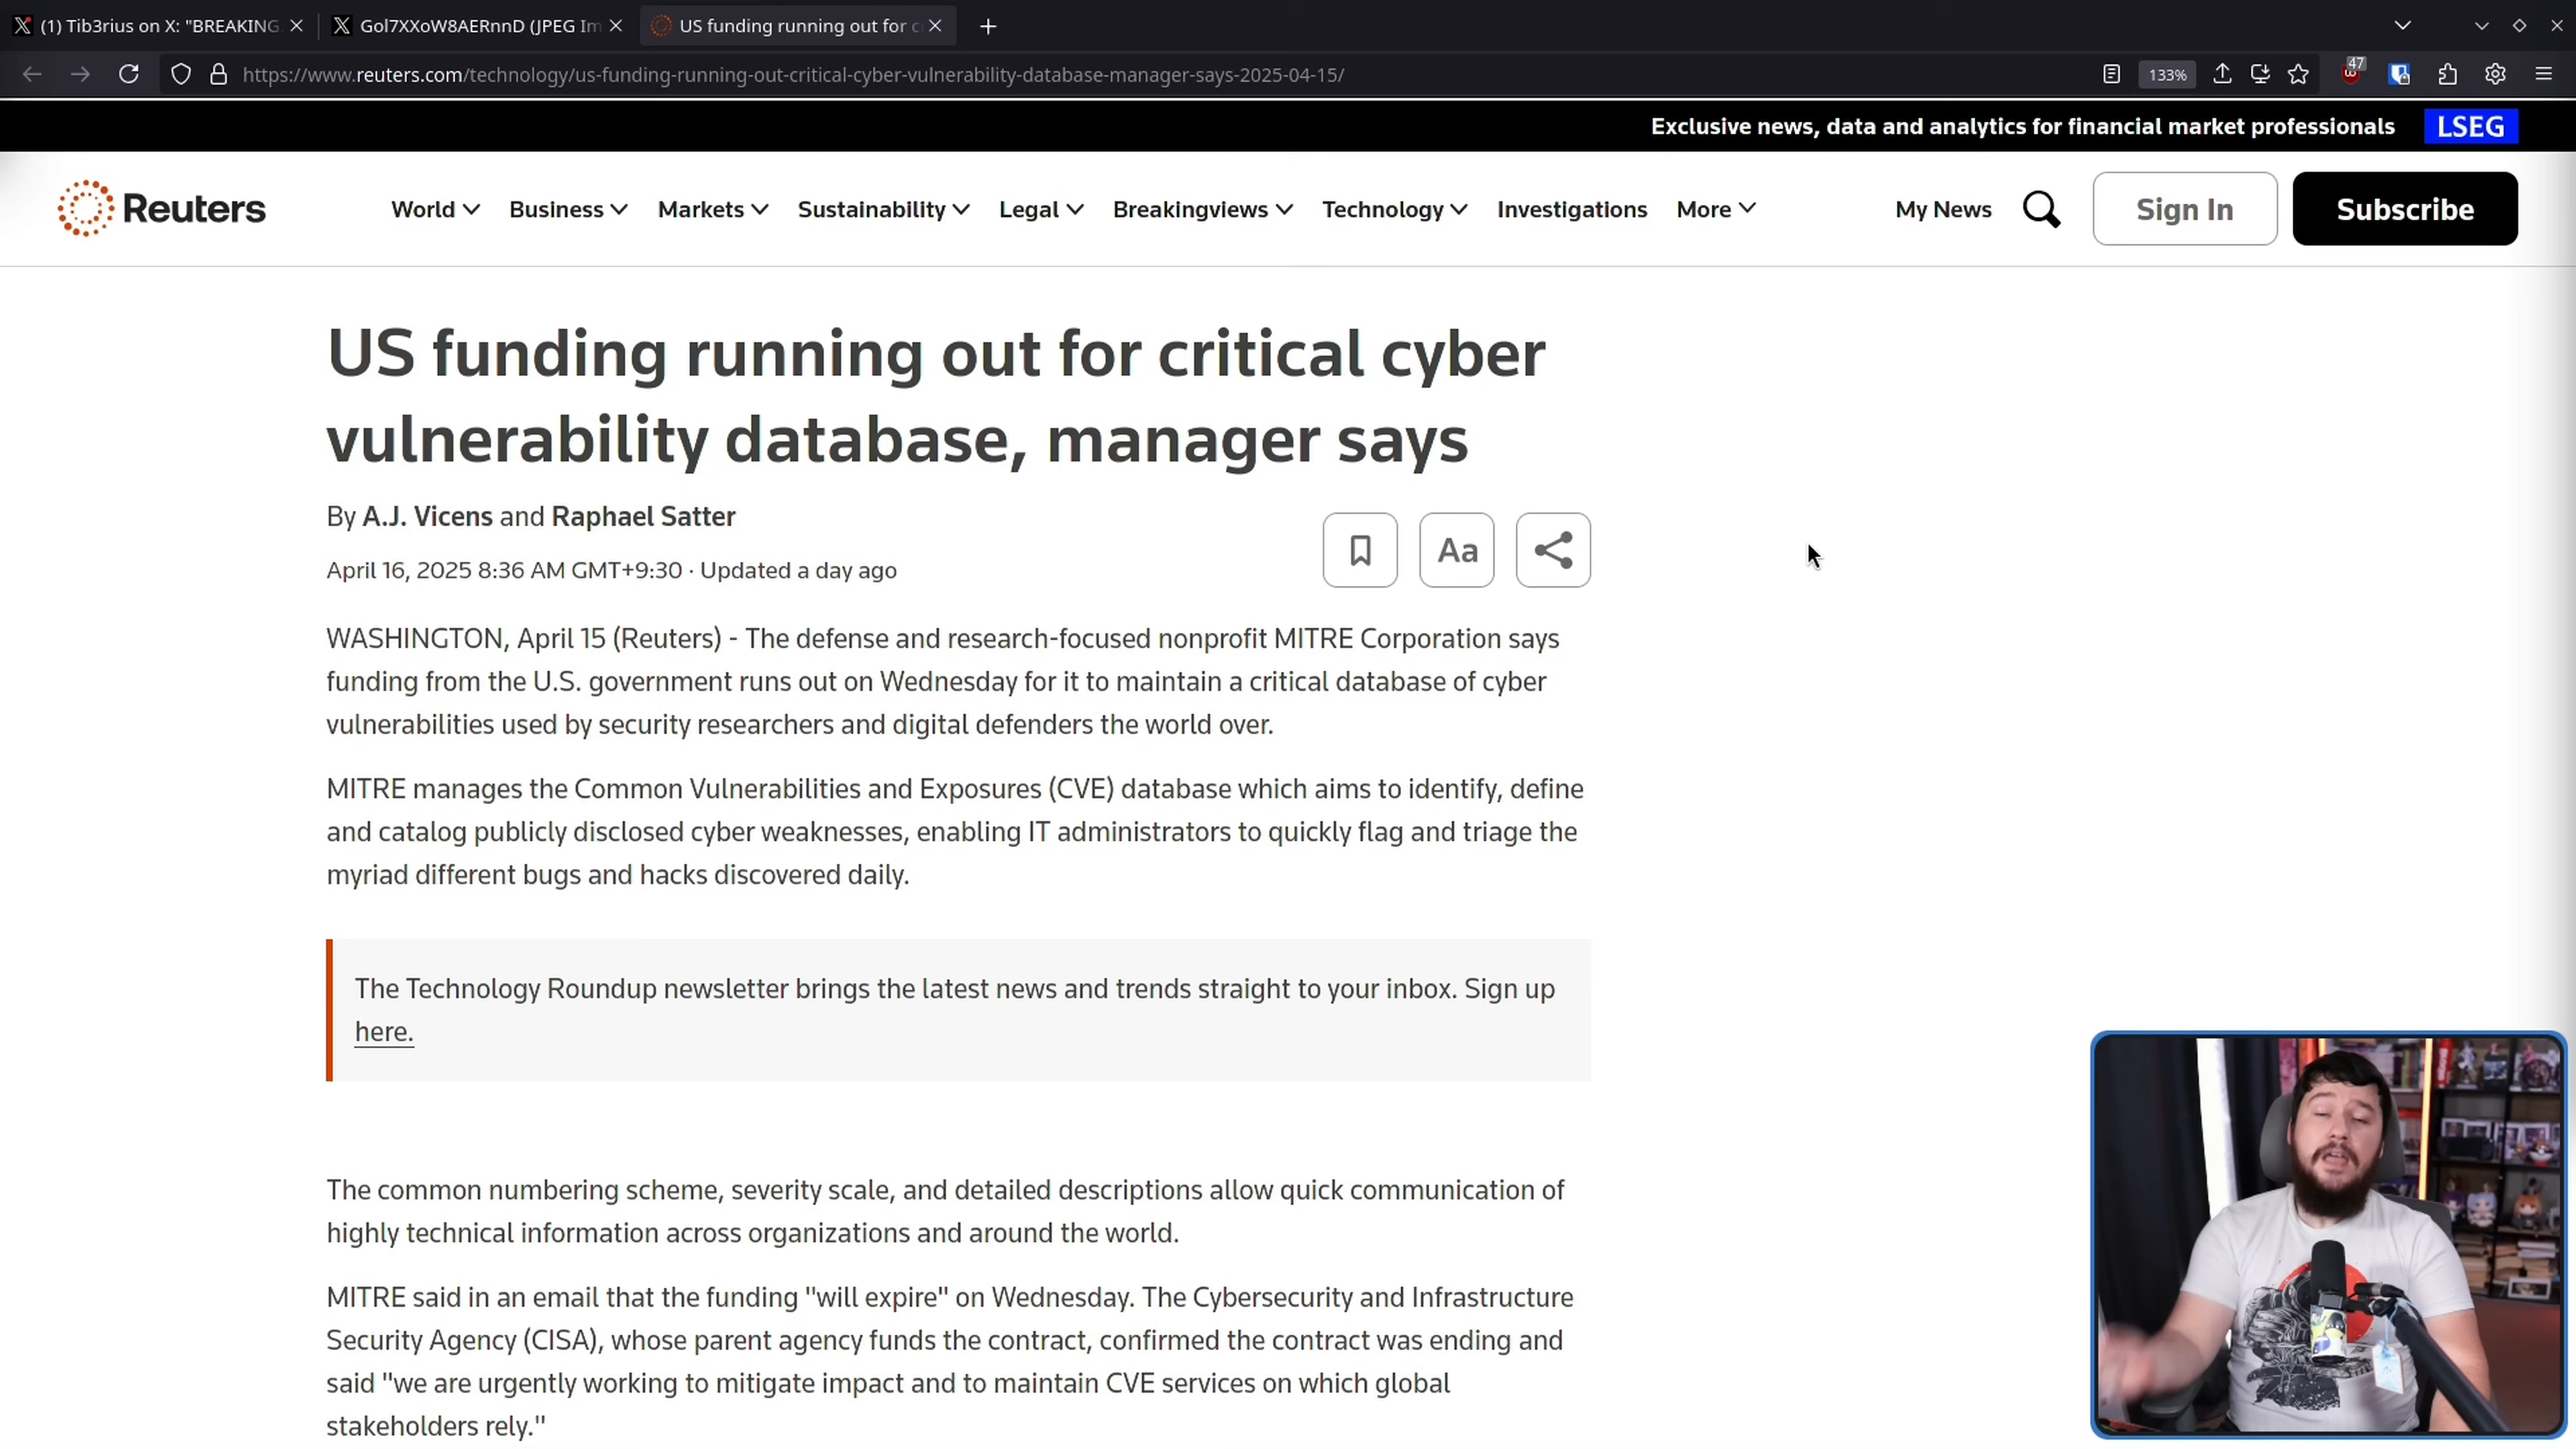 (1) Tib3rius on X: "BREAKING
Gol7XXoW8AERnnD (JPEG Im
US funding running out for c
https://www.reuters.com/technology/us-funding-running-out-critical-cyber-vulnerability-database-manager-says-2025-04-15/
133%
47
Exclusive news, data and analytics for financial market professionals LSEG
Reuters
World Business Markets Sustainability Legal Breakingviews Technology Investigations More My News Sign In Subscribe
US funding running out for critical cyber
vulnerability database, manager says
By A.J. Vicens and Raphael Satter
April 16, 2025 8:36 AM GMT+9:30 · Updated a day ago
Aa
WASHINGTON, April 15 (Reuters) - The defense and research-focused nonprofit MITRE Corporation says
funding from the U.S. government runs out on Wednesday for it to maintain a critical database of cyber
vulnerabilities used by security researchers and digital defenders the world over.
MITRE manages the Common Vulnerabilities and Exposures (CVE) database which aims to identify, define
and catalog publicly disclosed cyber weaknesses, enabling IT administrators to quickly flag and triage the
myriad different bugs and hacks discovered daily.
The Technology Roundup newsletter brings the latest news and trends straight to your inbox. Sign up
here.
The common numbering scheme, severity scale, and detailed descriptions allow quick communication of
highly technical information across organizations and around the world.
MITRE said in an email that the funding "will expire" on Wednesday. The Cybersecurity and Infrastructure
Security Agency (CISA), whose parent agency funds the contract, confirmed the contract was ending and
said "we are urgently working to mitigate impact and to maintain CVE services on which global
stakeholders rely."